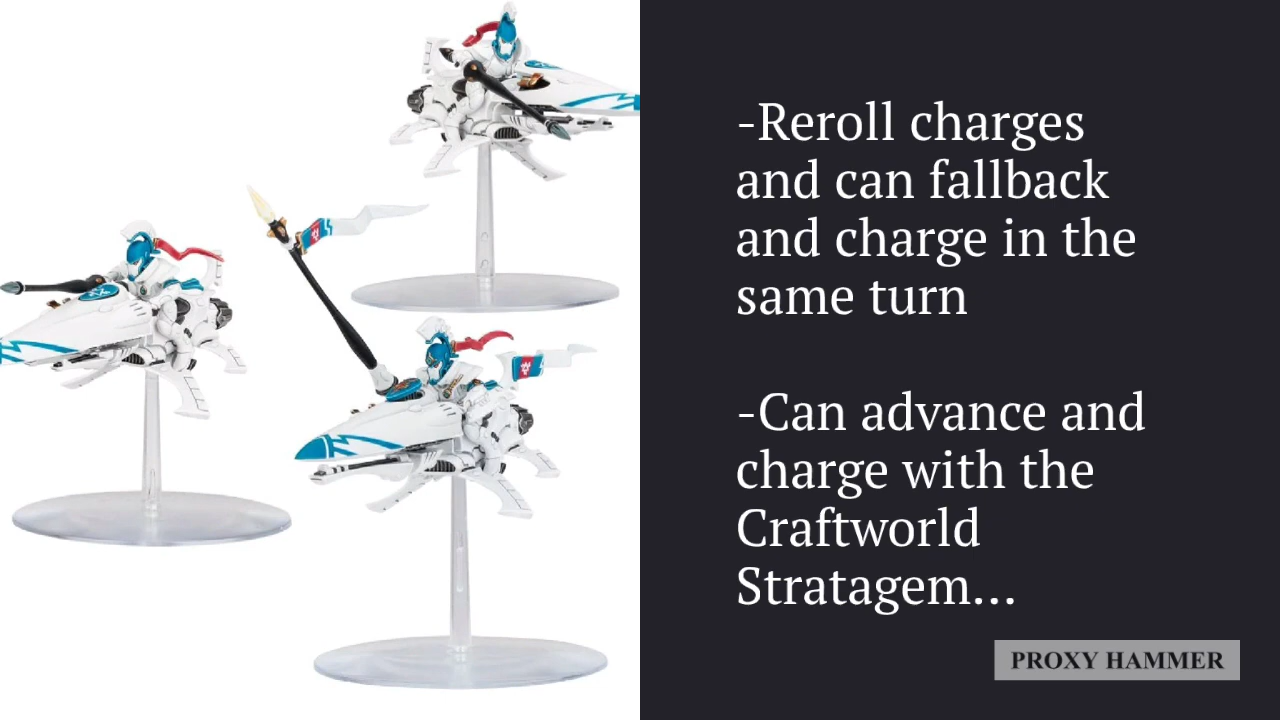 -Reroll charges
and can fallback
and charge in the
same turn
-Can advance and
charge with the
Craftworld
Stratagem...
PROXY HAMMER